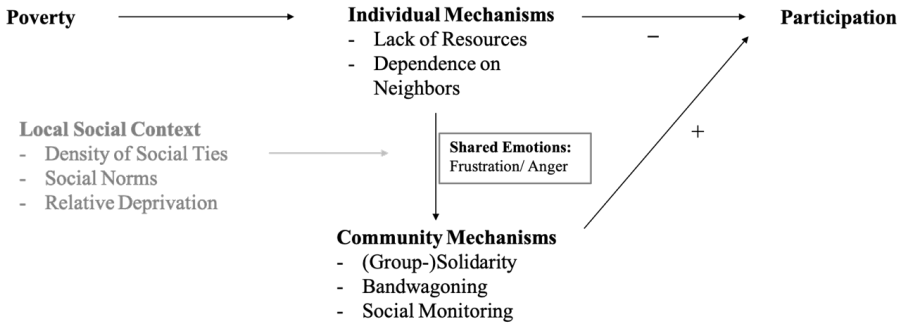 Poverty
Individual Mechanisms
- Lack of Resources
- Dependence on
Neighbors
−
Participation
Local Social Context
- Density of Social Ties
- Social Norms
- Relative Deprivation
Shared Emotions:
Frustration/ Anger
+
Community Mechanisms
- (Group-)Solidarity
- Bandwagoning
- Social Monitoring